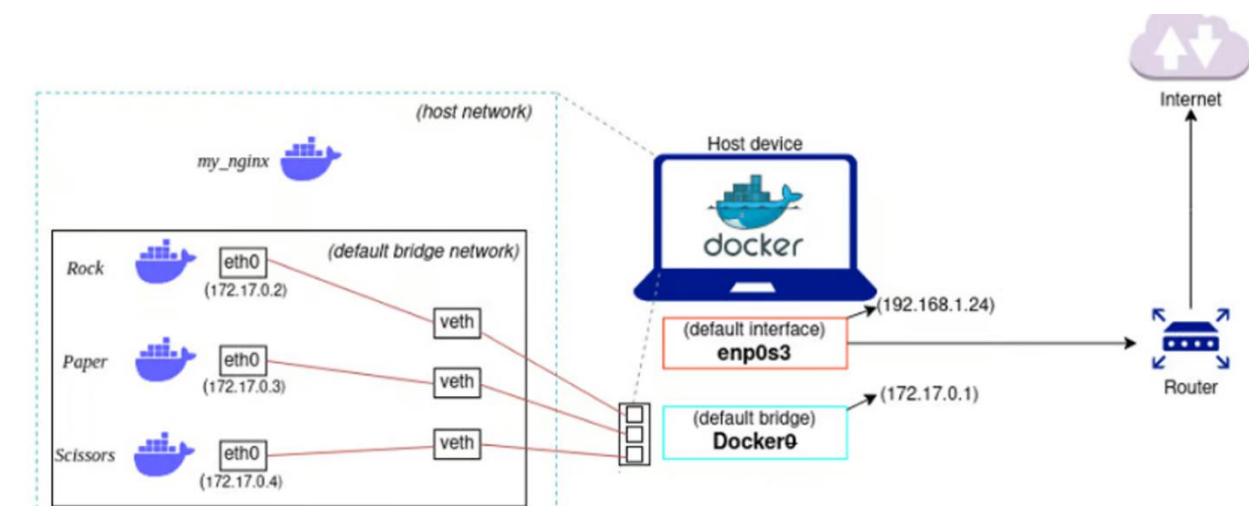 Internet
(host network)
my_nginx
Host device
docker
(default bridge network)
Rock
eth0
(172.17.0.2)
veth
Paper
eth0
(172.17.0.3)
veth
Scissors
eth0
(172.17.0.4)
veth
(192.168.1.24)
(default interface)
enp0s3
Router
(172.17.0.1)
(default bridge)
Docker0